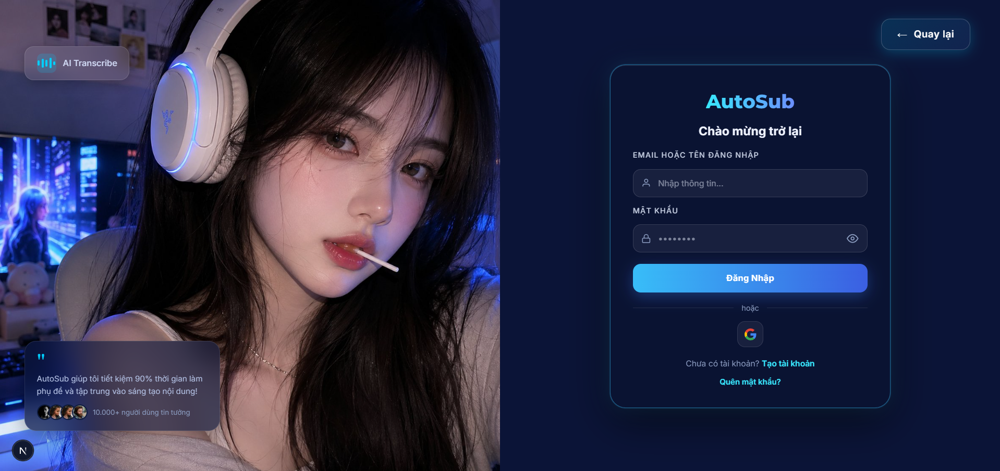 AI Transcribe
"
AutoSub giúp tôi tiết kiệm 90% thời gian làm
phụ đề và tập trung vào sáng tạo nội dung!
10.000+ người dùng tin tưởng
N
← Quay lại
AutoSub
Chào mừng trở lại
EMAIL HOẶC TÊN ĐĂNG NHẬP
Nhập thông tin...
MẬT KHẨU
••••••••
Đăng Nhập
hoặc
G
Chưa có tài khoản? Tạo tài khoản
Quên mật khẩu?